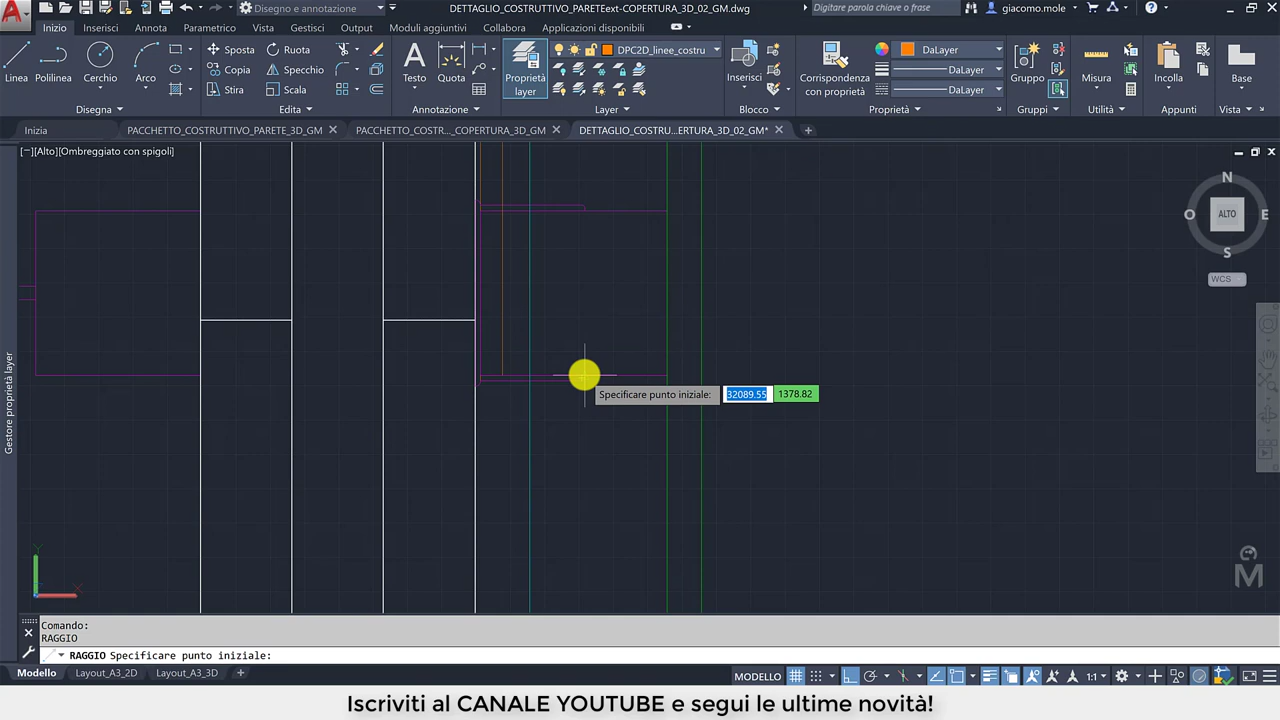 Disegno e annotazione
DETTAGLIO_COSTRUTTIVO_PARETEext-COPERTURA_3D_02_GM.dwg
Digitare parola chiave o frase
giacomo.mole
Inizio
Inserisci
Annota
Parametrico
Vista
Gestisci
Output
Collabora
Moduli aggiuntivi
Applicazioni disponibili
Linea
Polilinea
Cerchio
Arco
Sposta
Ruota
Copia
Specchio
Stira
Scala
Testo
Quota
Proprietà
layer
DPC2D_linee_costru
Inserisci
Corrispondenza
con proprietà
DaLayer
DaLayer
DaLayer
Gruppo
Misura
Incolla
Base
Disegna
Edita
Annotazione
Layer
Blocco
Proprietà
Gruppi
Utilità
Appunti
Vista
Inizia
PACCHETTO_COSTRUTTIVO_PARETE_3D_GM
PACCHETTO_COSTR..._COPERTURA_3D_GM
DETTAGLIO_COSTRU...ERTURA_3D_02_GM*
[−][Alto][Ombreggiato con spigoli]
N
O
ALTO
E
S
WCS
Specificare punto iniziale:
32089.55
1378.82
Gestore proprietà layer
Y
X
M
Comando:
RAGGIO
RAGGIO Specificare punto iniziale:
Modello
Layout_A3_2D
Layout_A3_3D
MODELLO
1:1
Iscriviti al CANALE YOUTUBE e segui le ultime novità!